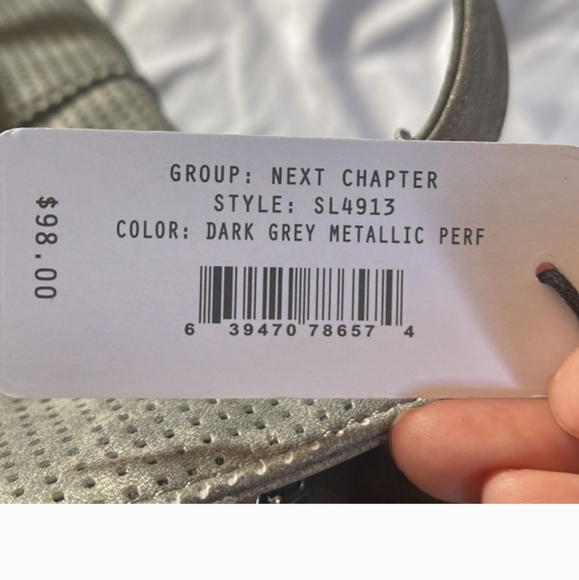 GROUP: NEXT CHAPTER
STYLE: SL4913
COLOR: DARK GREY METALLIC PERF
$98.00
6 39470 78657 4